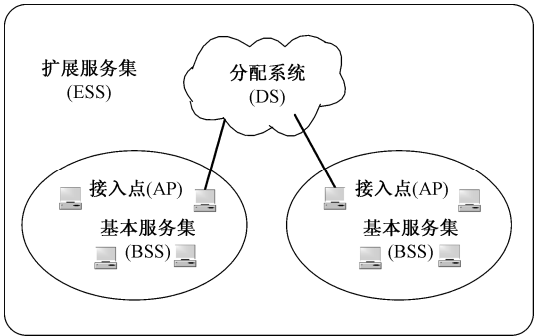 扩展服务集
(ESS)
分配系统
(DS)
接入点(AP)
基本服务集
(BSS)
接入点(AP)
基本服务集
(BSS)